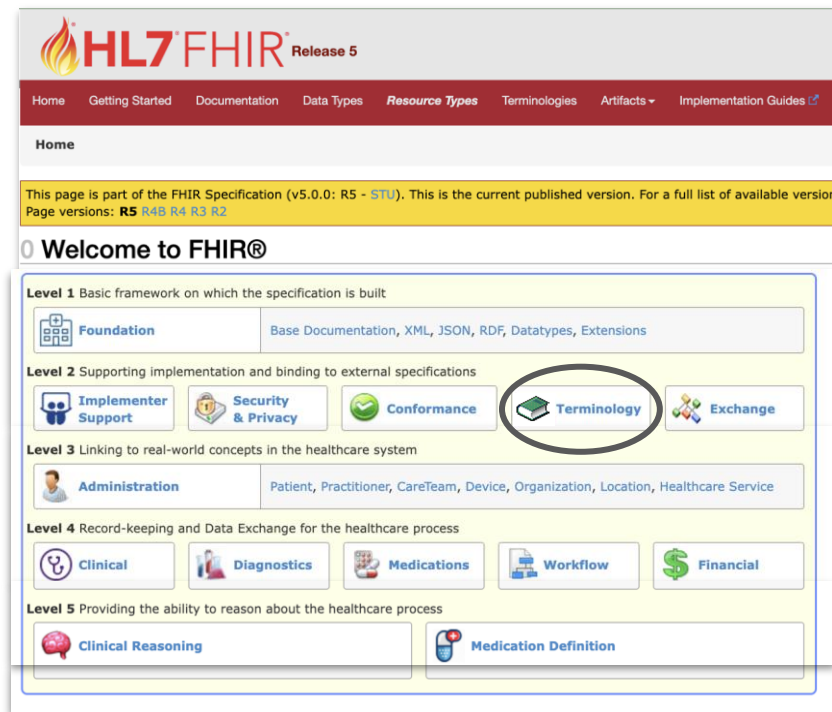 HL7® FHIR® Release 5
Home Getting Started Documentation Data Types Resource Types Terminologies Artifacts Implementation Guides
Home
This page is part of the FHIR Specification (v5.0.0: R5 - STU). This is the current published version. For a full list of available version
Page versions: R5 R4B R4 R3 R2
0 Welcome to FHIR®
Level 1 Basic framework on which the specification is built
Foundation Base Documentation, XML, JSON, RDF, Datatypes, Extensions
Level 2 Supporting implementation and binding to external specifications
Implementer Support
Security & Privacy
Conformance
Terminology
Exchange
Level 3 Linking to real-world concepts in the healthcare system
Administration Patient, Practitioner, CareTeam, Device, Organization, Location, Healthcare Service
Level 4 Record-keeping and Data Exchange for the healthcare process
Clinical Diagnostics Medications Workflow Financial
Level 5 Providing the ability to reason about the healthcare process
Clinical Reasoning Medication Definition